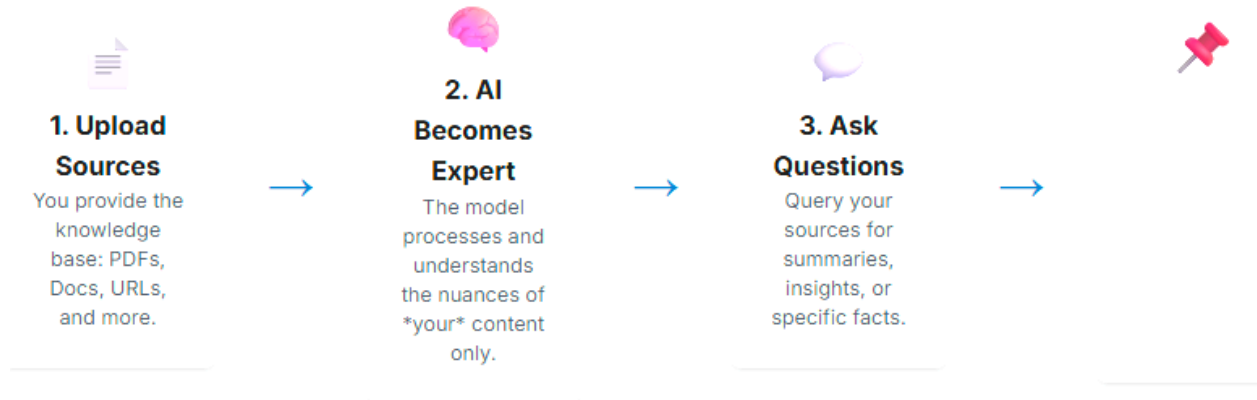 1. Upload
Sources
You provide the
knowledge
base: PDFs,
Docs, URLs,
and more.
2. AI
Becomes
Expert
The model
processes and
understands
the nuances of
*your* content
only.
3. Ask
Questions
Query your
sources for
summaries,
insights, or
specific facts.